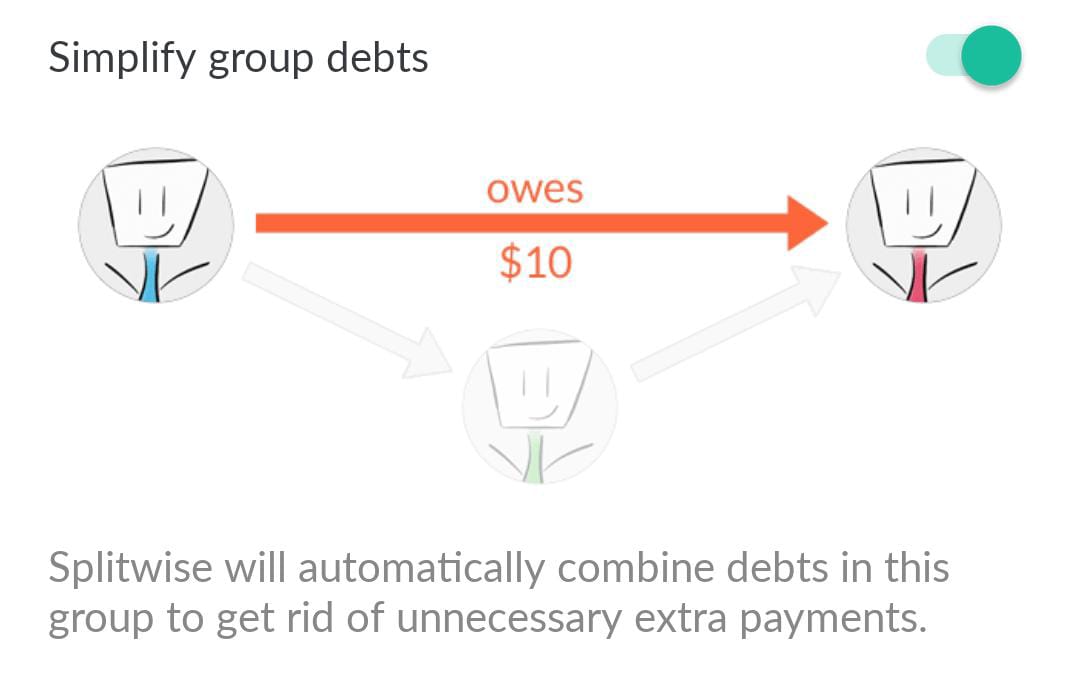 Simplify group debts
owes
$10
Splitwise will automatically combine debts in this
group to get rid of unnecessary extra payments.